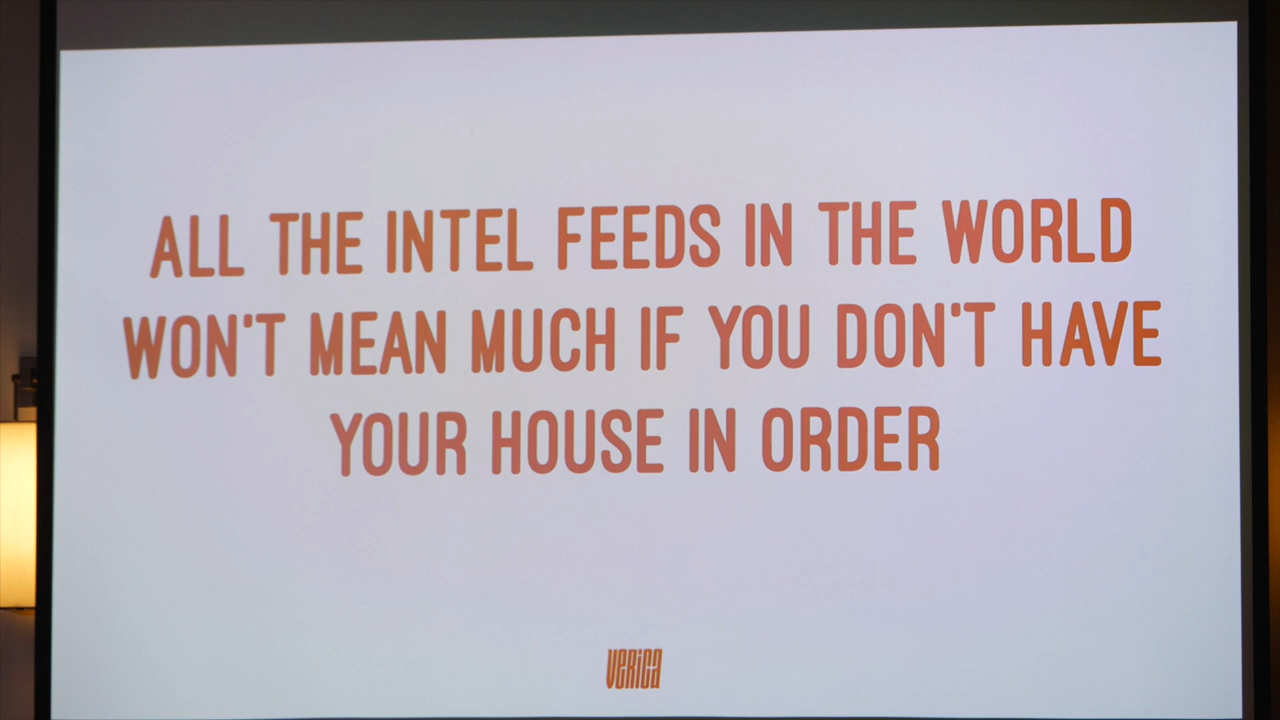 ALL THE INTEL FEEDS IN THE WORLD
WON'T MEAN MUCH IF YOU DON'T HAVE
YOUR HOUSE IN ORDER
VERICA